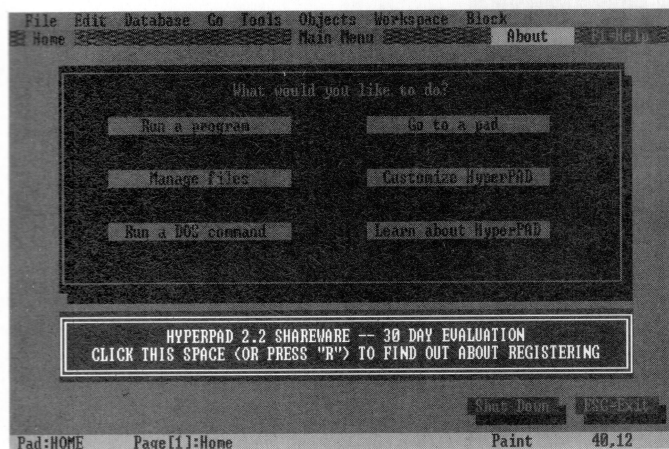 File Edit Database Go Tools Objects Workspace Block
Home Main Menu About F1-Help
What would you like to do?
Run a program Go to a pad
Manage files Customize HyperPAD
Run a DOS command Learn about HyperPAD
HYPERPAD 2.2 SHAREWARE -- 30 DAY EVALUATION
CLICK THIS SPACE (OR PRESS "R") TO FIND OUT ABOUT REGISTERING
Shut Down ESC-Exit
Pad:HOME Page[1]:Home Paint 40,12